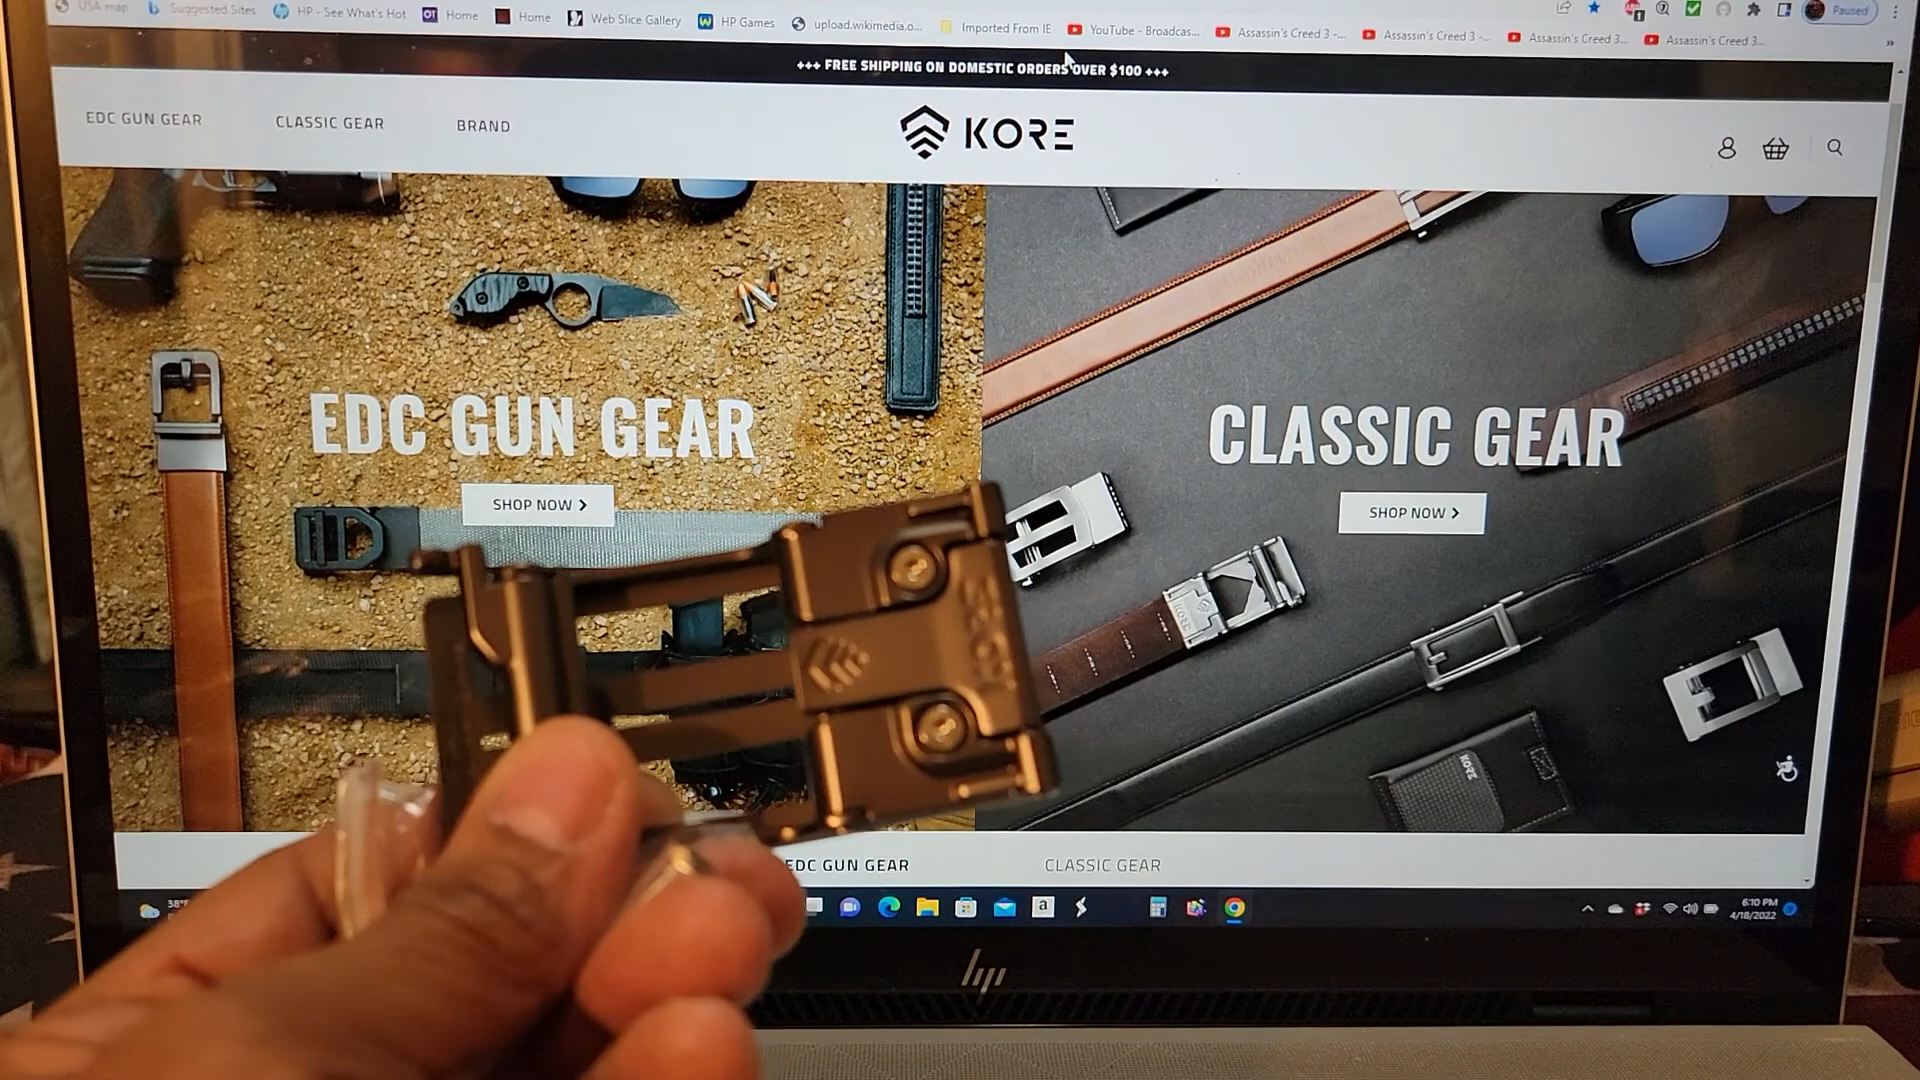 USA map Suggested Sites HP - See What's Hot Home Home Web Slice Gallery HP Games upload.wikimedia.o... Imported From IE YouTube - Broadcas... Assassin's Creed 3 -... Assassin's Creed 3 -... Assassin's Creed 3... Assassin's Creed 3... Paused
+++ FREE SHIPPING ON DOMESTIC ORDERS OVER $100 +++
EDC GUN GEAR CLASSIC GEAR BRAND KORE
EDC GUN GEAR
SHOP NOW
CLASSIC GEAR
SHOP NOW
KORE
KORE
KORE
EDC GUN GEAR CLASSIC GEAR
38°F
6:10 PM
4/18/2022
hp